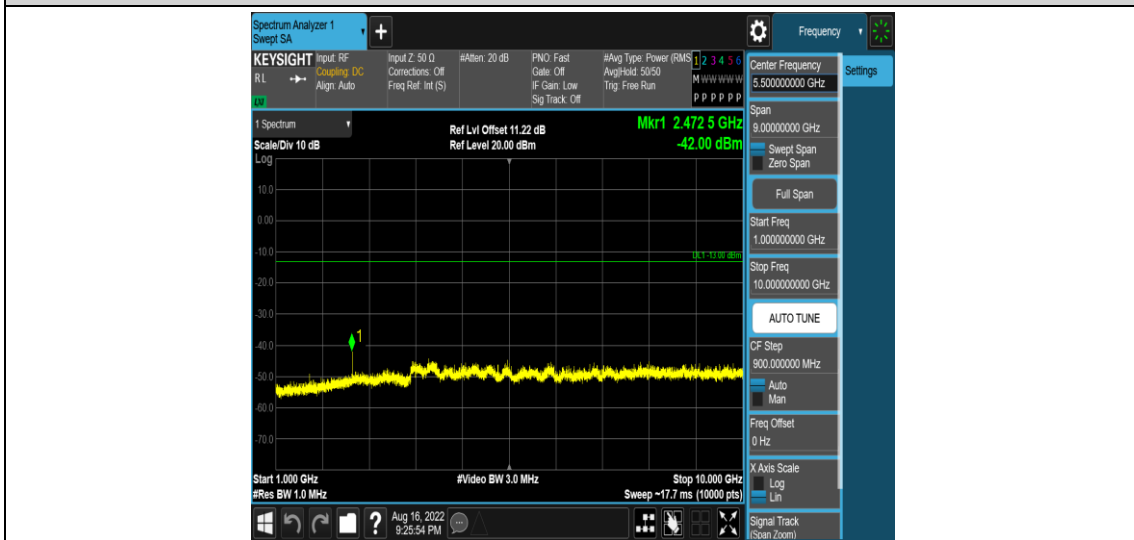 Spectrum Analyzer 1
Swept SA
+
Frequency
KEYSIGHT
RL
LXI
Input: RF
Coupling: DC
Align: Auto
Input Z: 50 Ω
Corrections: Off
Freq Ref: Int (S)
#Atten: 20 dB
PNO: Fast
Gate: Off
IF Gain: Low
Sig Track: Off
#Avg Type: Power (RMS
Avg|Hold: 50/50
Trig: Free Run
1 2 3 4 5 6
M W W W W W
P P P P P P
Center Frequency
5.500000000 GHz
Settings
1 Spectrum
Scale/Div 10 dB
Ref Lvl Offset 11.22 dB
Ref Level 20.00 dBm
Mkr1 2.472 5 GHz
-42.00 dBm
Log
10.0
0.00
-10.0
DL1 -13.00 dBm
-20.0
-30.0
-40.0
1
-50.0
-60.0
-70.0
Start 1.000 GHz
#Res BW 1.0 MHz
#Video BW 3.0 MHz
Stop 10.000 GHz
Sweep ~17.7 ms (10000 pts)
Span
9.00000000 GHz
Swept Span
Zero Span
Full Span
Start Freq
1.000000000 GHz
Stop Freq
10.000000000 GHz
AUTO TUNE
CF Step
900.000000 MHz
Auto
Man
Freq Offset
0 Hz
X Axis Scale
Log
Lin
Signal Track
(Span Zoom)
?
Aug 16, 2022
9:25:54 PM